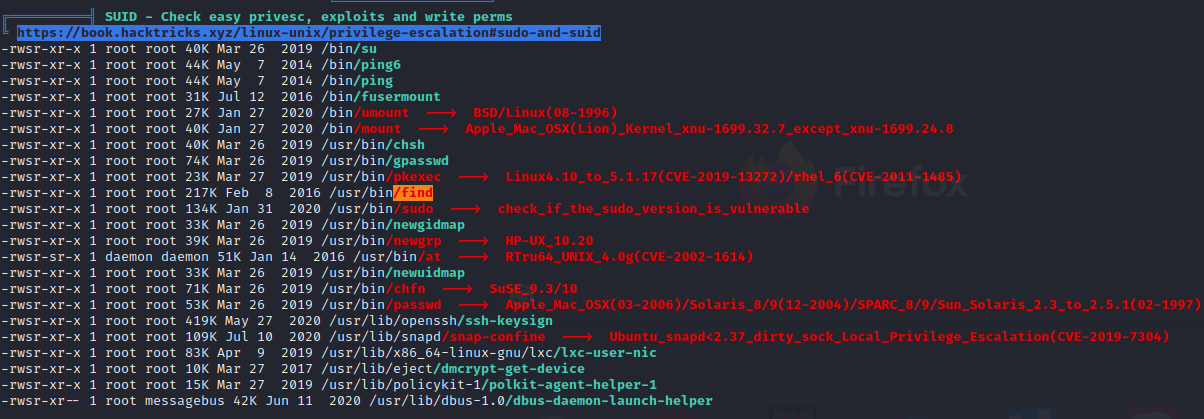 SUID - Check easy privesc, exploits and write perms
https://book.hacktricks.xyz/linux-unix/privilege-escalation#sudo-and-suid
-rwsr-xr-x 1 root root 40K Mar 26  2019 /bin/su
-rwsr-xr-x 1 root root 44K May  7  2014 /bin/ping6
-rwsr-xr-x 1 root root 44K May  7  2014 /bin/ping
-rwsr-xr-x 1 root root 31K Jul 12  2016 /bin/fusermount
-rwsr-xr-x 1 root root 27K Jan 27  2020 /bin/umount  --->  BSD/Linux(08-1996)
-rwsr-xr-x 1 root root 40K Jan 27  2020 /bin/mount  --->  Apple_Mac_OSX(Lion)_Kernel_xnu-1699.32.7_except_xnu-1699.24.8
-rwsr-xr-x 1 root root 40K Mar 26  2019 /usr/bin/chsh
-rwsr-xr-x 1 root root 74K Mar 26  2019 /usr/bin/gpasswd
-rwsr-xr-x 1 root root 23K Mar 27  2019 /usr/bin/pkexec  --->  Linux4.10_to_5.1.17(CVE-2019-13272)/rhel_6(CVE-2011-1485)
-rwsr-xr-x 1 root root 217K Feb  8  2016 /usr/bin/find
-rwsr-xr-x 1 root root 134K Jan 31  2020 /usr/bin/sudo  --->  check_if_the_sudo_version_is_vulnerable
-rwsr-xr-x 1 root root 33K Mar 26  2019 /usr/bin/newgidmap
-rwsr-xr-x 1 root root 39K Mar 26  2019 /usr/bin/newgrp  --->  HP-UX_10.20
-rwsr-sr-x 1 daemon daemon 51K Jan 14  2016 /usr/bin/at  --->  RTru64_UNIX_4.0g(CVE-2002-1614)
-rwsr-xr-x 1 root root 33K Mar 26  2019 /usr/bin/newuidmap
-rwsr-xr-x 1 root root 71K Mar 26  2019 /usr/bin/chfn  --->  SuSE_9.3/10
-rwsr-xr-x 1 root root 53K Mar 26  2019 /usr/bin/passwd  --->  Apple_Mac_OSX(03-2006)/Solaris_8/9(12-2004)/SPARC_8/9/Sun_Solaris_2.3_to_2.5.1(02-1997)
-rwsr-xr-x 1 root root 419K May 27  2020 /usr/lib/openssh/ssh-keysign
-rwsr-xr-x 1 root root 109K Jul 10  2020 /usr/lib/snapd/snap-confine  --->  Ubuntu_snapd<2.37_dirty_sock_Local_Privilege_Escalation(CVE-2019-7304)
-rwsr-xr-x 1 root root 83K Apr  9  2019 /usr/lib/x86_64-linux-gnu/lxc/lxc-user-nic
-rwsr-xr-x 1 root root 10K Mar 27  2017 /usr/lib/eject/dmcrypt-get-device
-rwsr-xr-x 1 root root 15K Mar 27  2019 /usr/lib/policykit-1/polkit-agent-helper-1
-rwsr-xr-- 1 root messagebus 42K Jun 11  2020 /usr/lib/dbus-1.0/dbus-daemon-launch-helper
Firefox